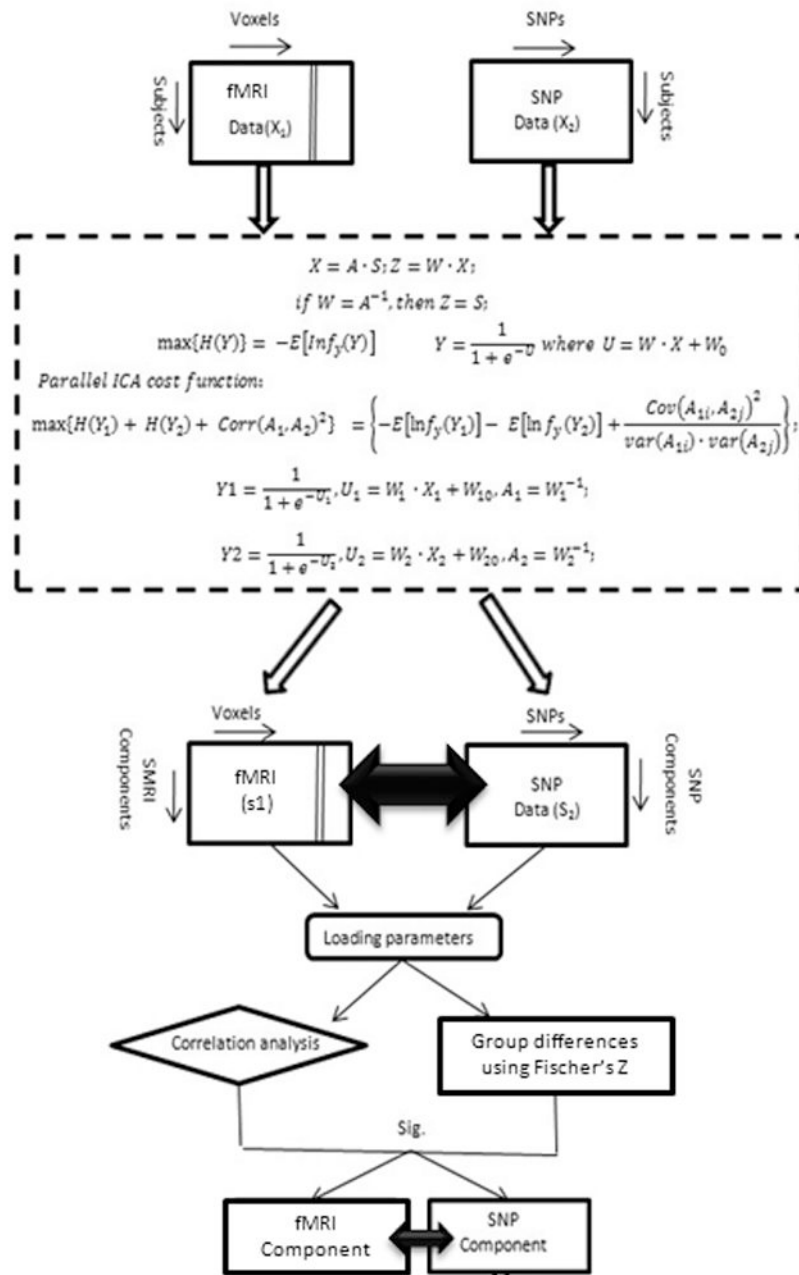 Voxels
SNPs
Subjects
fMRI
Data(X₁)
SNP
Data (X₂)
Subjects
X = A · S; Z = W · X;
if W = A⁻¹, then Z = S;
max{H(Y)} = −E[lnf_y(Y)] Y = 1/(1 + e^−U) where U = W · X + W₀
Parallel ICA cost function:
max{H(Y₁) + H(Y₂) + Corr(A₁, A₂)²} = {−E[lnf_y(Y₁)] − E[ln f_y(Y₂)] + Cov(A₁ᵢ, A₂ⱼ)²/(var(A₁ᵢ) · var(A₂ⱼ))};
Y1 = 1/(1 + e^−U₁), U₁ = W₁ · X₁ + W₁₀, A₁ = W₁⁻¹;
Y2 = 1/(1 + e^−U₂), U₂ = W₂ · X₂ + W₂₀, A₂ = W₂⁻¹;
Voxels
SNPs
SMRI
Components
fMRI
(s1)
SNP
Data (S₂)
SNP
Components
Loading parameters
Correlation analysis
Group differences
using Fischer's Z
Sig.
fMRI
Component
SNP
Component